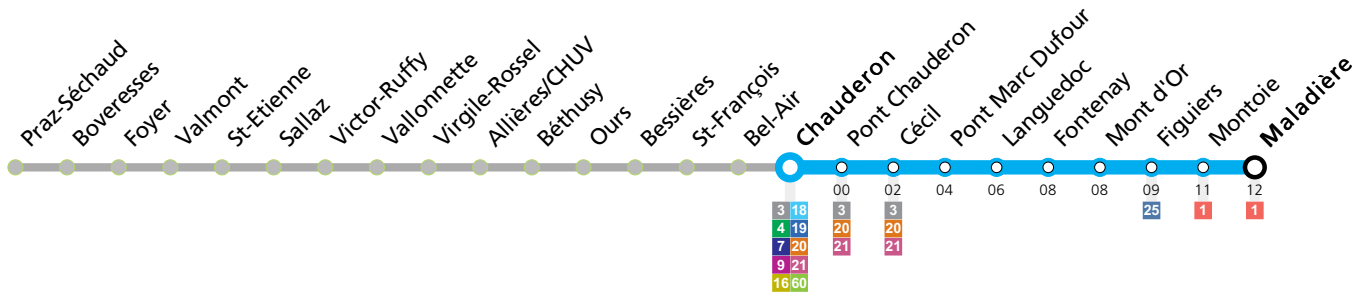 Praz-Séchaud
Boveresses
Foyer
Valmont
St-Etienne
Sallaz
Victor-Ruffy
Vallonnette
Virgile-Rossel
Allières/CHUV
Béthusy
Ours
Bessières
St-François
Bel-Air
Chauderon
Pont Chauderon
Cécil
Pont Marc Dufour
Languedoc
Fontenay
Mont d'Or
Figuiers
Montoie
Maladière
00 02 04 06 08 08 09 11 12
3 18 3 3 25 1 1
4 19 20 20
7 20 21 21
9 21
16 60